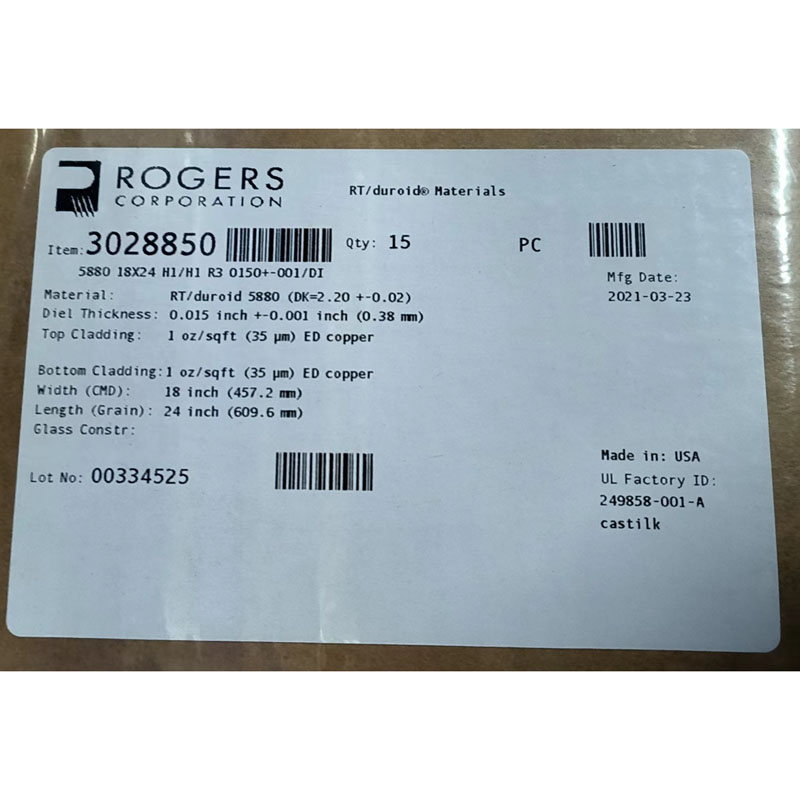 ROGERS
CORPORATION
RT/duroid® Materials
Item: 3028850 Qty: 15 PC
5880 18X24 H1/H1 R3 0150+-001/DI
Mfg Date:
2021-03-23
Material: RT/duroid 5880 (DK=2.20 +-0.02)
Diel Thickness: 0.015 inch +-0.001 inch (0.38 mm)
Top Cladding: 1 oz/sqft (35 µm) ED copper
Bottom Cladding: 1 oz/sqft (35 µm) ED copper
Width (CMD): 18 inch (457.2 mm)
Length (Grain): 24 inch (609.6 mm)
Glass Constr:
Lot No: 00334525
Made in: USA
UL Factory ID:
249858-001-A
castilk